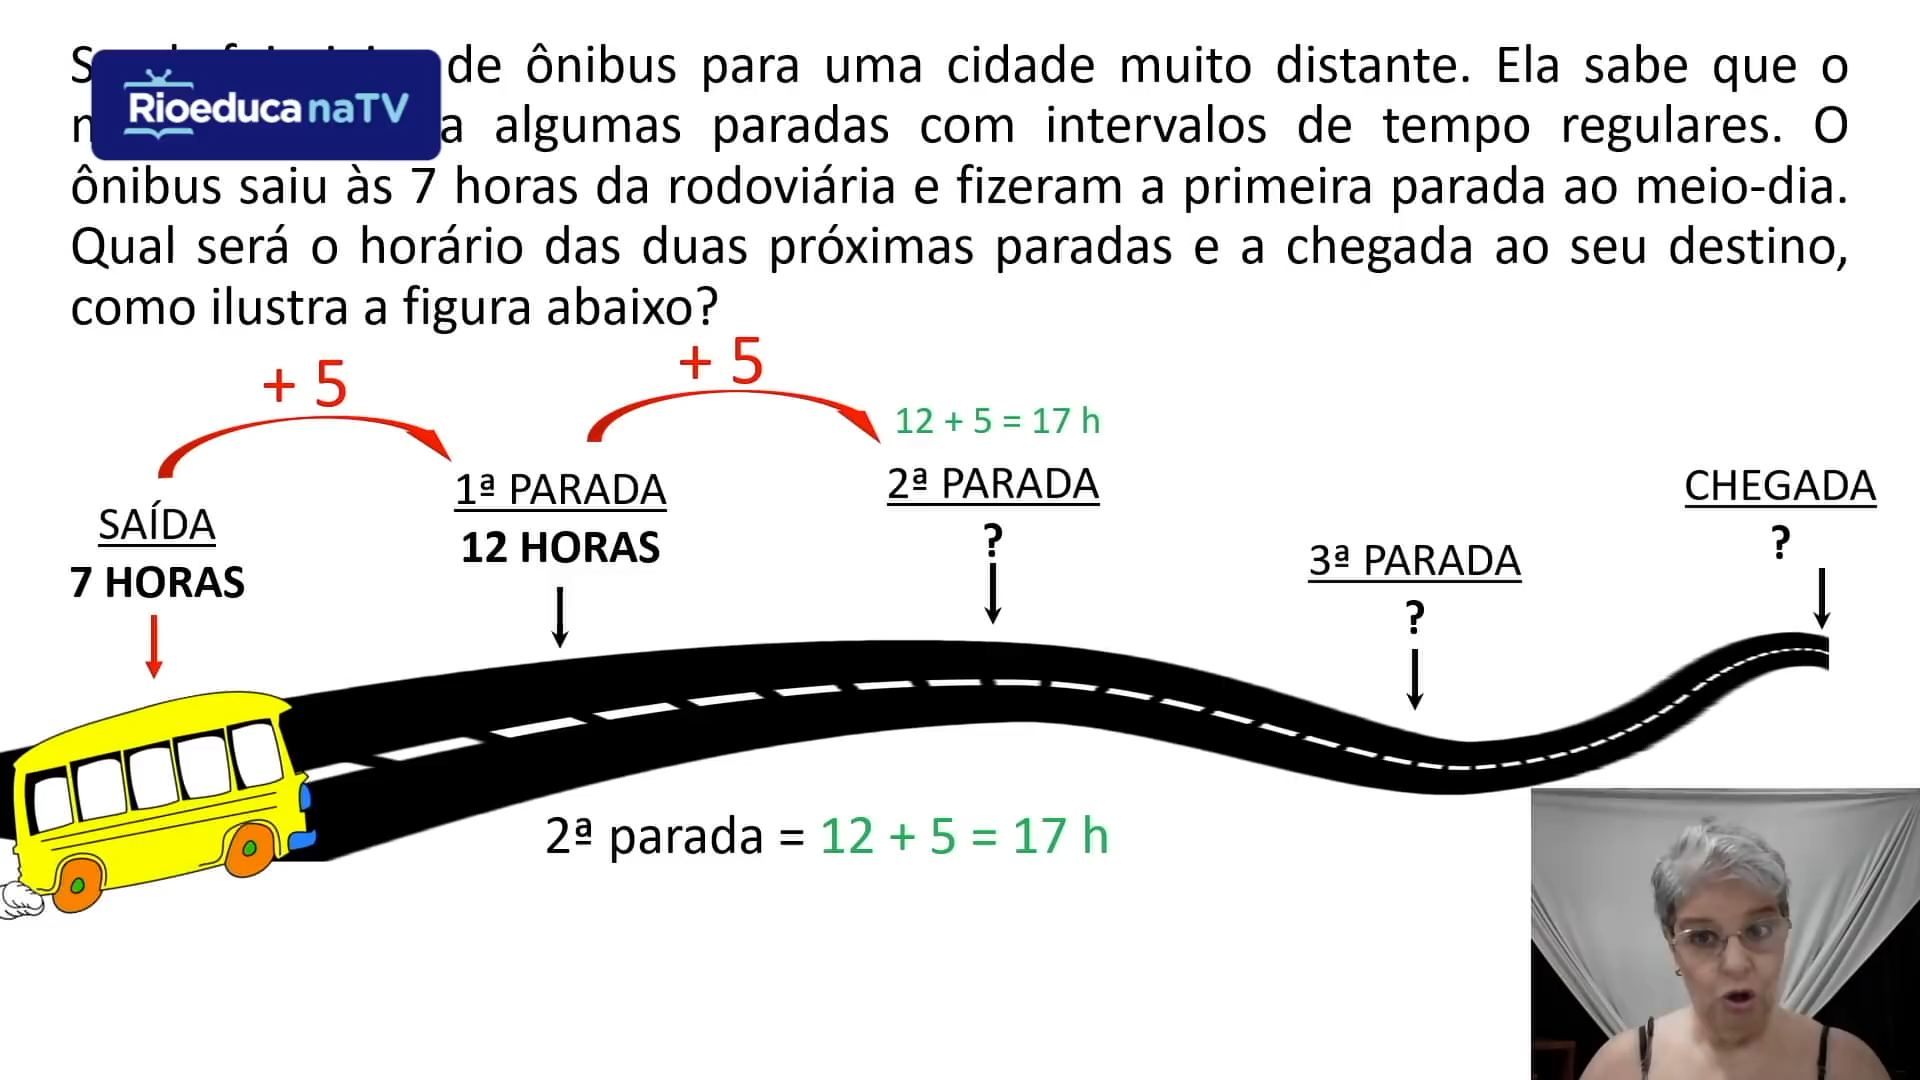 de ônibus para uma cidade muito distante. Ela sabe que o
Rioeduca naTV
a algumas paradas com intervalos de tempo regulares. O
ônibus saiu às 7 horas da rodoviária e fizeram a primeira parada ao meio-dia.
Qual será o horário das duas próximas paradas e a chegada ao seu destino,
como ilustra a figura abaixo?
+ 5
+ 5
12 + 5 = 17 h
SAÍDA
7 HORAS
1ª PARADA
12 HORAS
2ª PARADA
?
3ª PARADA
?
CHEGADA
?
2ª parada = 12 + 5 = 17 h